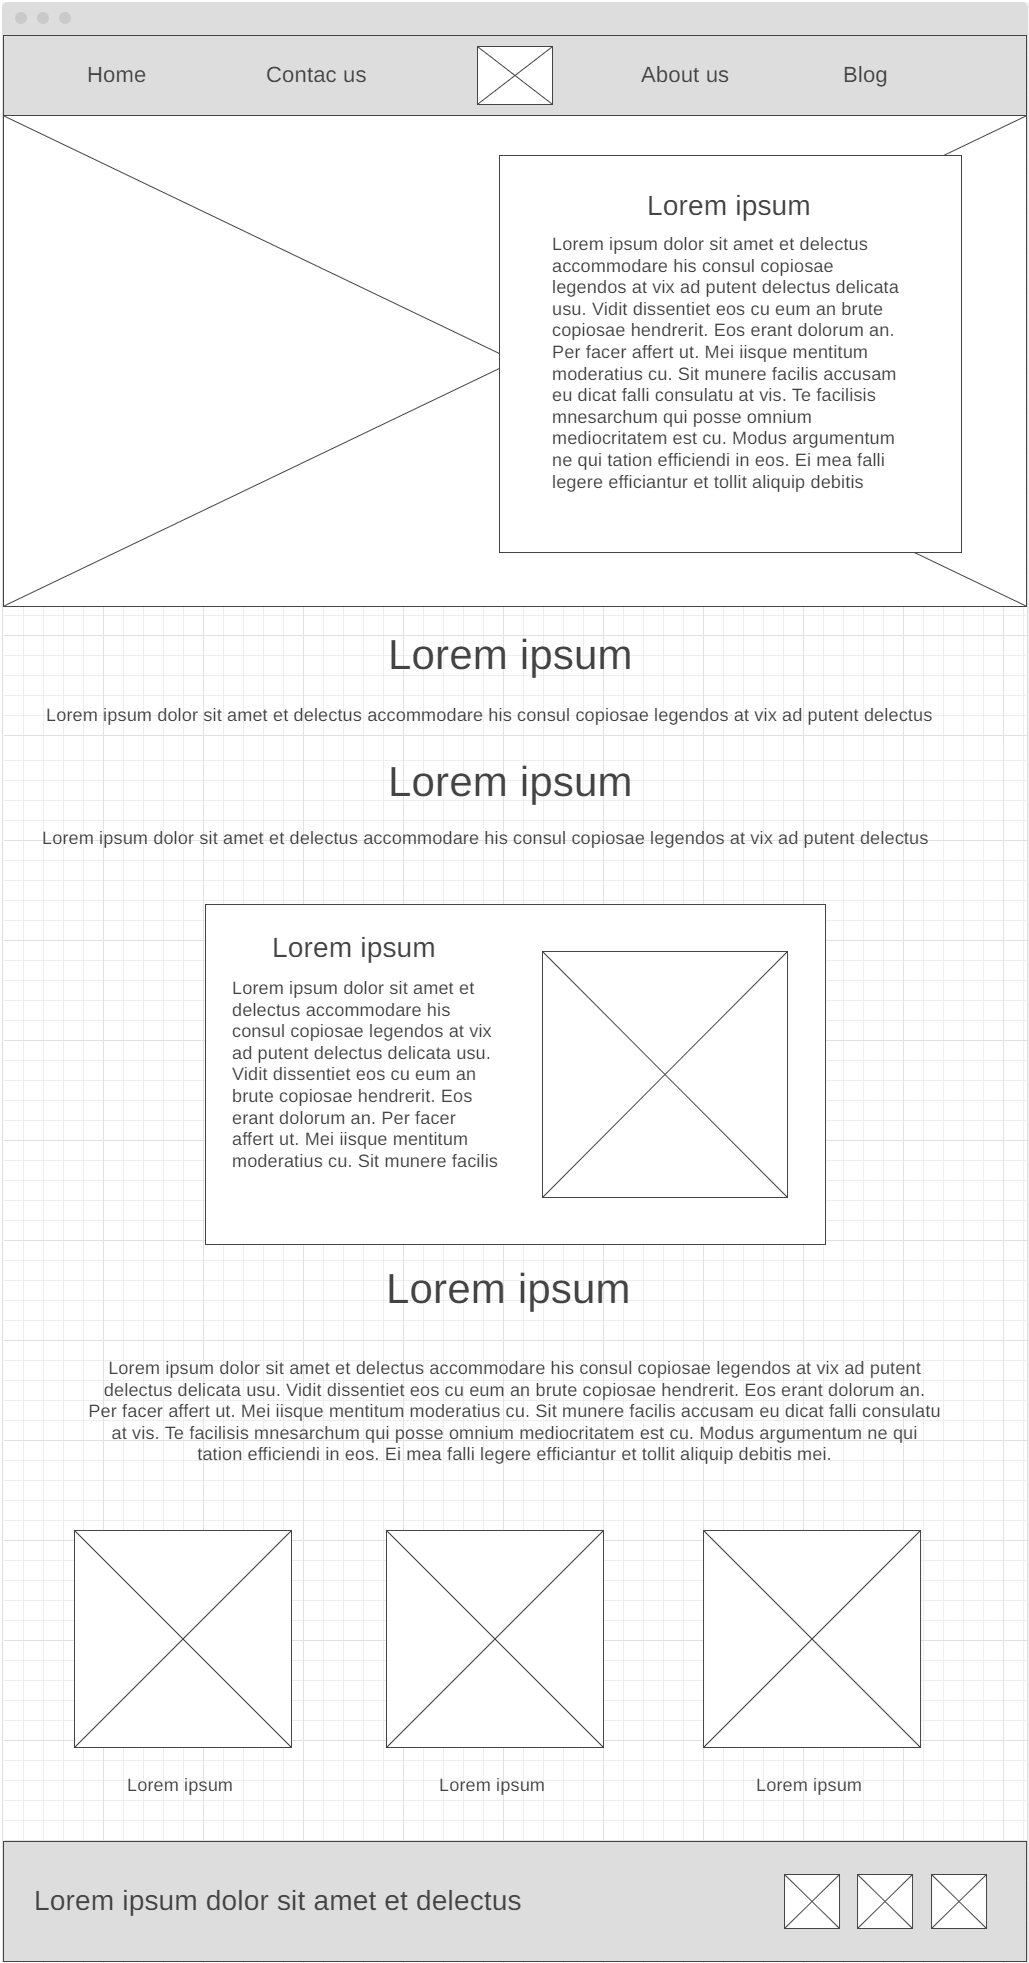 Home
Contac us
About us
Blog
Lorem ipsum
Lorem ipsum dolor sit amet et delectus
accommodare his consul copiosae
legendos at vix ad putent delectus delicata
usu. Vidit dissentiet eos cu eum an brute
copiosae hendrerit. Eos erant dolorum an.
Per facer affert ut. Mei iisque mentitum
moderatius cu. Sit munere facilis accusam
eu dicat falli consulatu at vis. Te facilisis
mnesarchum qui posse omnium
mediocritatem est cu. Modus argumentum
ne qui tation efficiendi in eos. Ei mea falli
legere efficiantur et tollit aliquip debitis
Lorem ipsum
Lorem ipsum dolor sit amet et delectus accommodare his consul copiosae legendos at vix ad putent delectus
Lorem ipsum
Lorem ipsum dolor sit amet et delectus accommodare his consul copiosae legendos at vix ad putent delectus
Lorem ipsum
Lorem ipsum dolor sit amet et
delectus accommodare his
consul copiosae legendos at vix
ad putent delectus delicata usu.
Vidit dissentiet eos cu eum an
brute copiosae hendrerit. Eos
erant dolorum an. Per facer
affert ut. Mei iisque mentitum
moderatius cu. Sit munere facilis
Lorem ipsum
Lorem ipsum dolor sit amet et delectus accommodare his consul copiosae legendos at vix ad putent
delectus delicata usu. Vidit dissentiet eos cu eum an brute copiosae hendrerit. Eos erant dolorum an.
Per facer affert ut. Mei iisque mentitum moderatius cu. Sit munere facilis accusam eu dicat falli consulatu
at vis. Te facilisis mnesarchum qui posse omnium mediocritatem est cu. Modus argumentum ne qui
tation efficiendi in eos. Ei mea falli legere efficiantur et tollit aliquip debitis mei.
Lorem ipsum
Lorem ipsum
Lorem ipsum
Lorem ipsum dolor sit amet et delectus